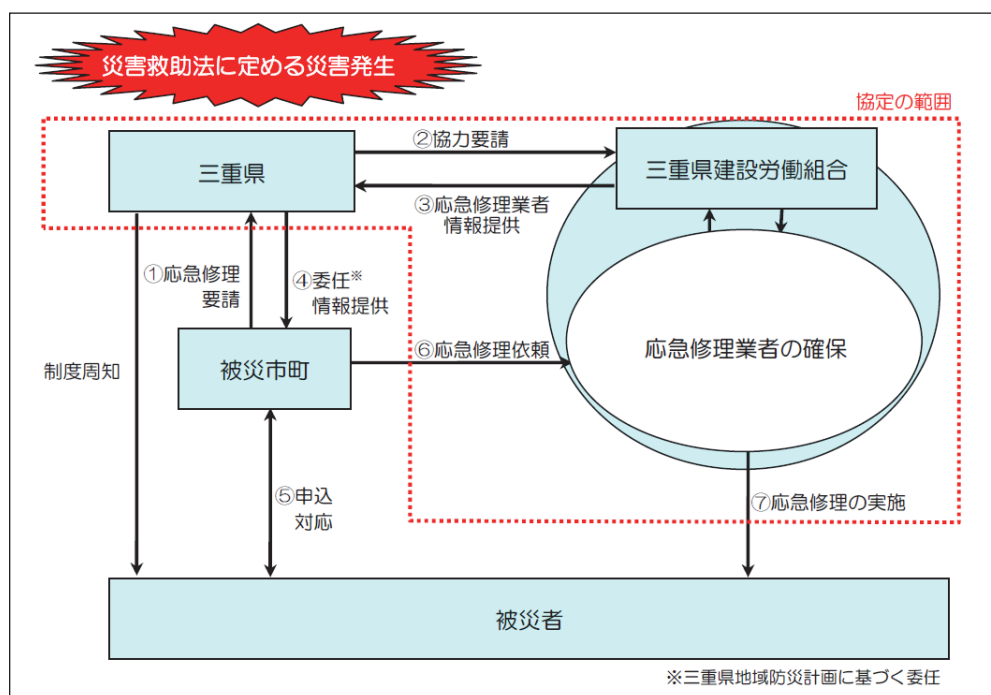 災害救助法に定める災害発生
協定の範囲
三重県
②協力要請
三重県建設労働組合
③応急修理業者
情報提供
①応急修理
要請
④委任※
情報提供
制度周知
被災市町
⑥応急修理依頼
応急修理業者の確保
⑤申込
対応
⑦応急修理の実施
被災者
※三重県地域防災計画に基づく委任